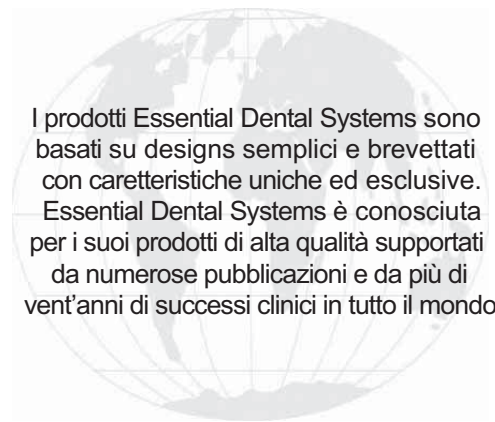 I prodotti Essential Dental Systems sono
basati su designs semplici e brevettati
con caretteristiche uniche ed esclusive.
Essential Dental Systems è conosciuta
per i suoi prodotti di alta qualità supportati
da numerose pubblicazioni e da più di
vent'anni di successi clinici in tutto il mondo